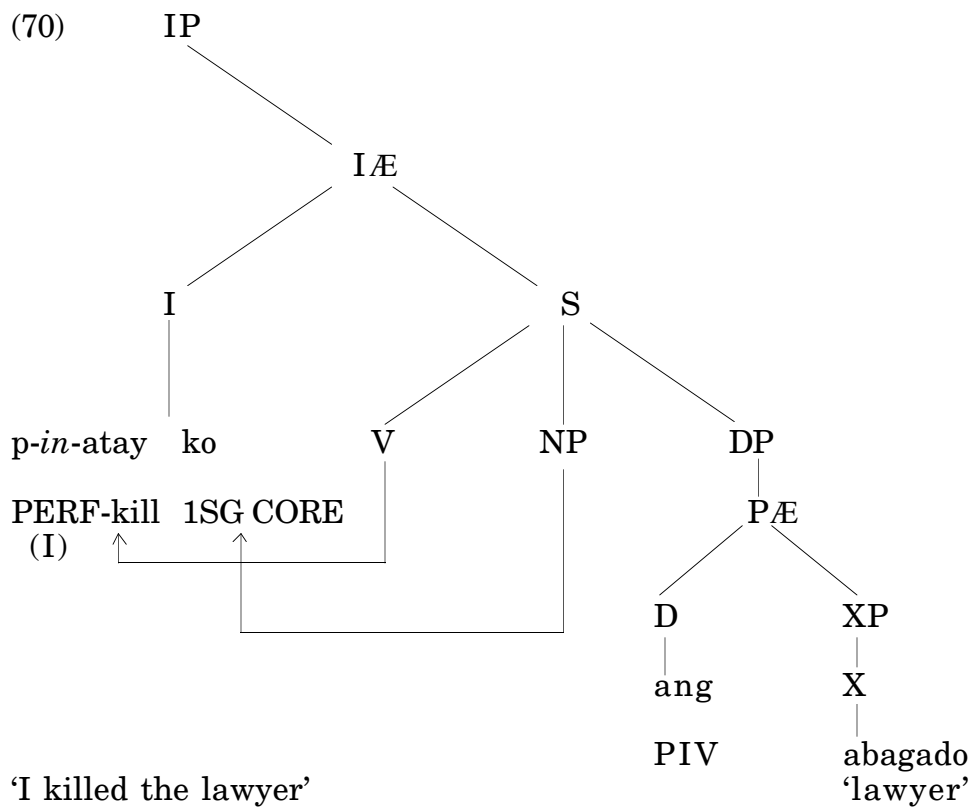 (70) IP
IÆ
I S
p-in-atay ko V NP DP
PERF-kill 1SG CORE PÆ
(I)
D XP
ang X
PIV abagado
‘I killed the lawyer’ ‘lawyer’